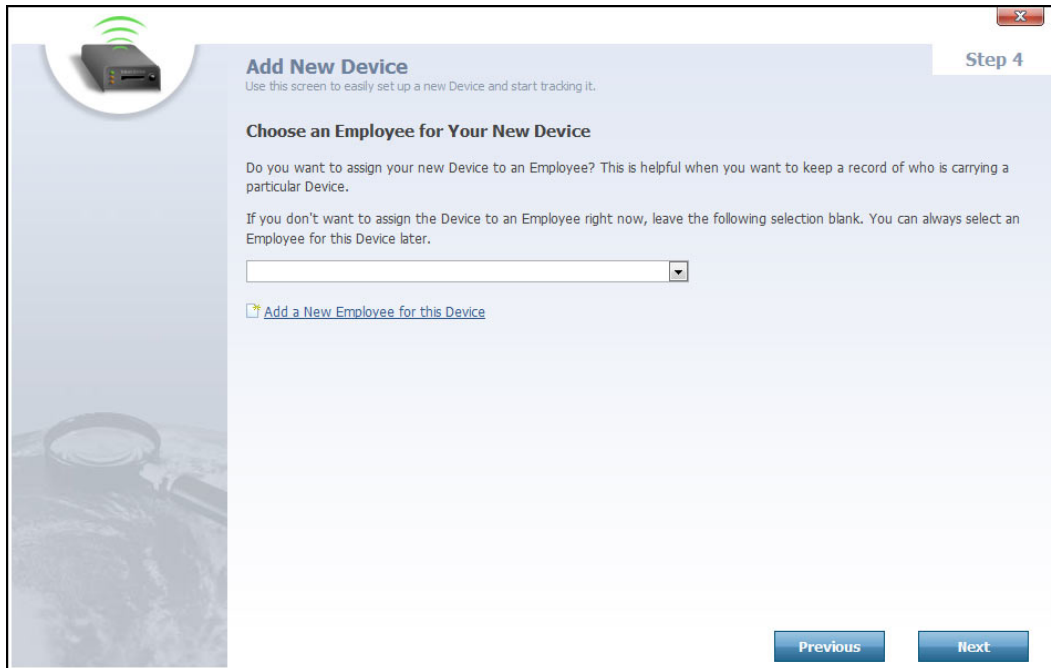 Step 4
Add New Device
Use this screen to easily set up a new Device and start tracking it.
Choose an Employee for Your New Device
Do you want to assign your new Device to an Employee? This is helpful when you want to keep a record of who is carrying a
particular Device.
If you don't want to assign the Device to an Employee right now, leave the following selection blank. You can always select an
Employee for this Device later.
Add a New Employee for this Device
Previous
Next